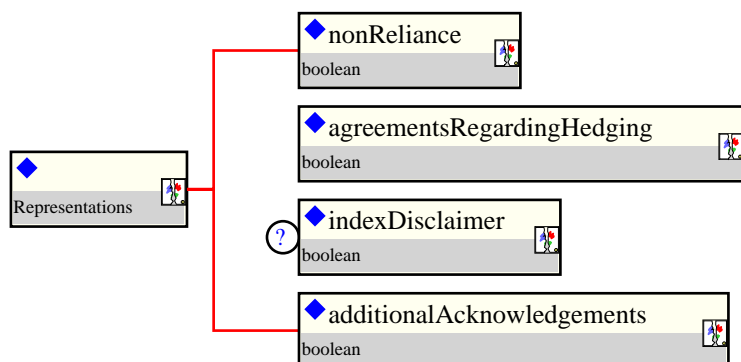 nonReliance
boolean
agreementsRegardingHedging
boolean
Representations
?
indexDisclaimer
boolean
additionalAcknowledgements
boolean